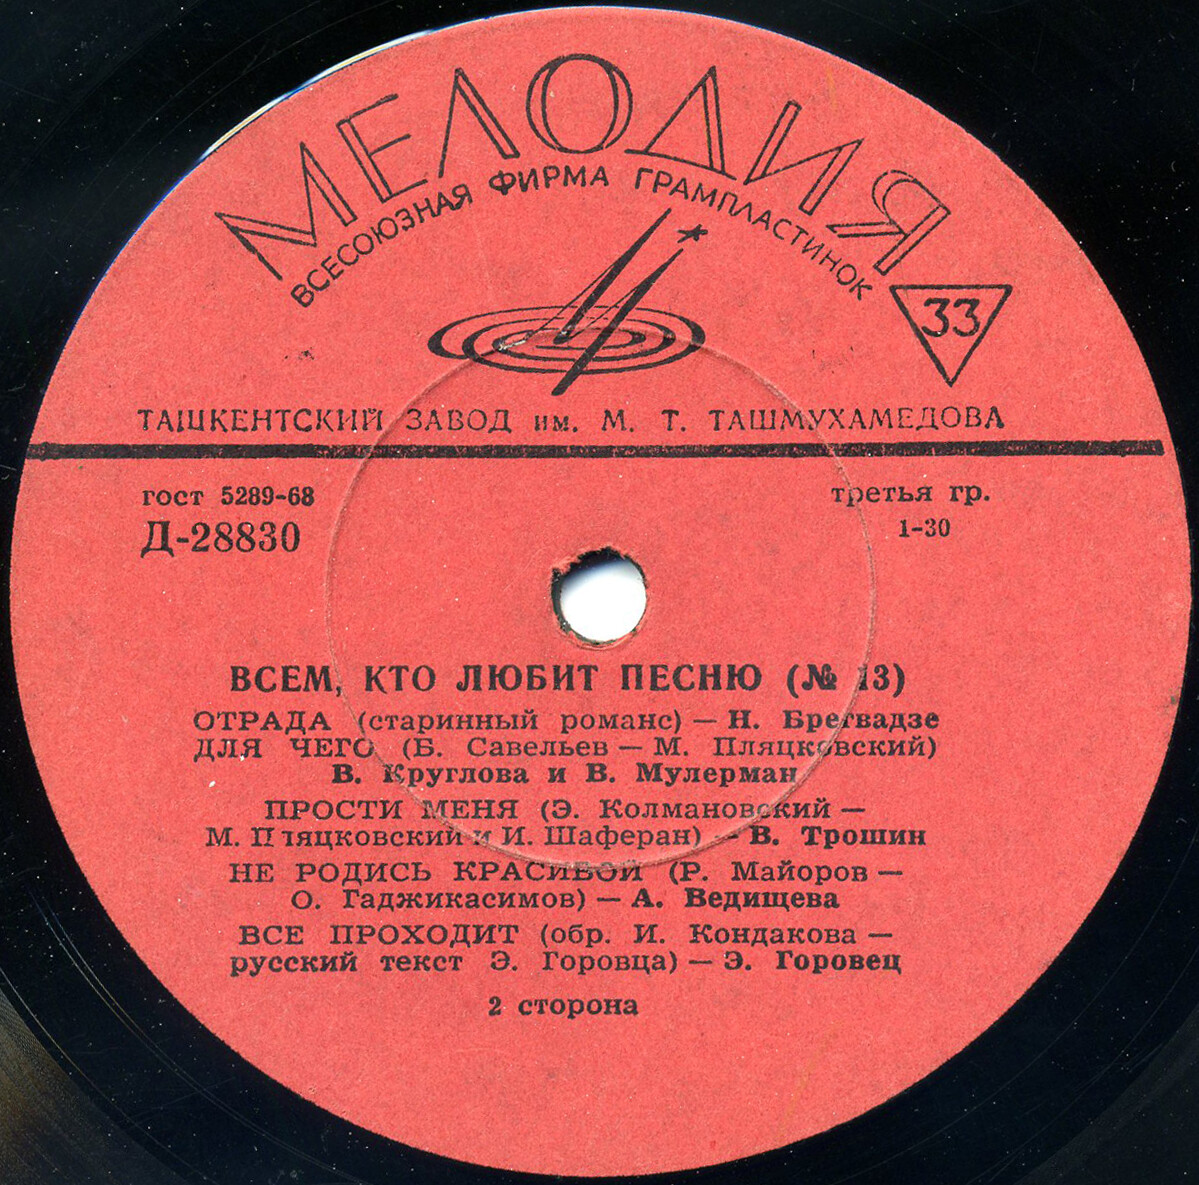 МЕЛОДИЯ
ВСЕСОЮЗНАЯ ФИРМА ГРАМПЛАСТИНОК
33
ТАШКЕНТСКИЙ ЗАВОД им. М. Т. ТАШМУХАМЕДОВА
гост 5289-68
третья гр.
Д-28830
1-30
ВСЕМ, КТО ЛЮБИТ ПЕСНЮ (№ 13)
ОТРАДА (старинный романс) — Н. Брегвадзе
ДЛЯ ЧЕГО (Б. Савельев — М. Пляцковский)
В. Круглова и В. Мулерман
ПРОСТИ МЕНЯ (Э. Колмановский —
М. Пляцковский и И. Шаферан) — В. Трошин
НЕ РОДИСЬ КРАСИВОЙ (Р. Майоров —
О. Гаджикасимов) — А. Ведищева
ВСЕ ПРОХОДИТ (обр. И. Кондакова —
русский текст Э. Горовца) — Э. Горовец
2 сторона